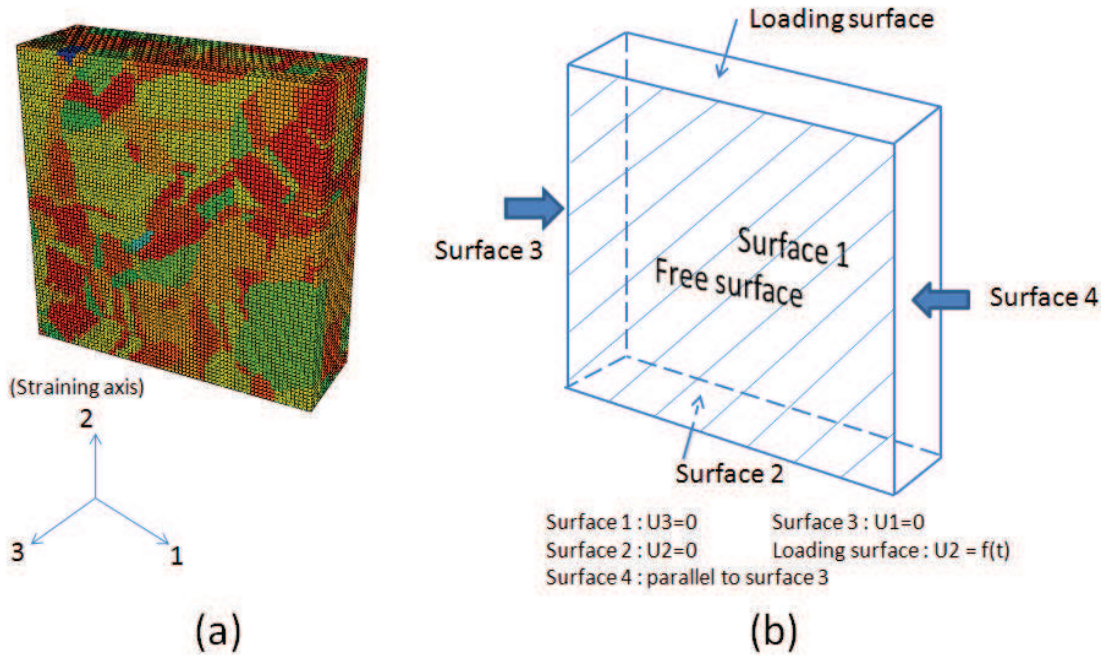 Loading surface
Surface 3
Surface 1
Free surface
Surface 4
Surface 2
(Straining axis)
2
3
1
Surface 1 : U3=0
Surface 3 : U1=0
Surface 2 : U2=0
Loading surface : U2 = f(t)
Surface 4 : parallel to surface 3
(a)
(b)